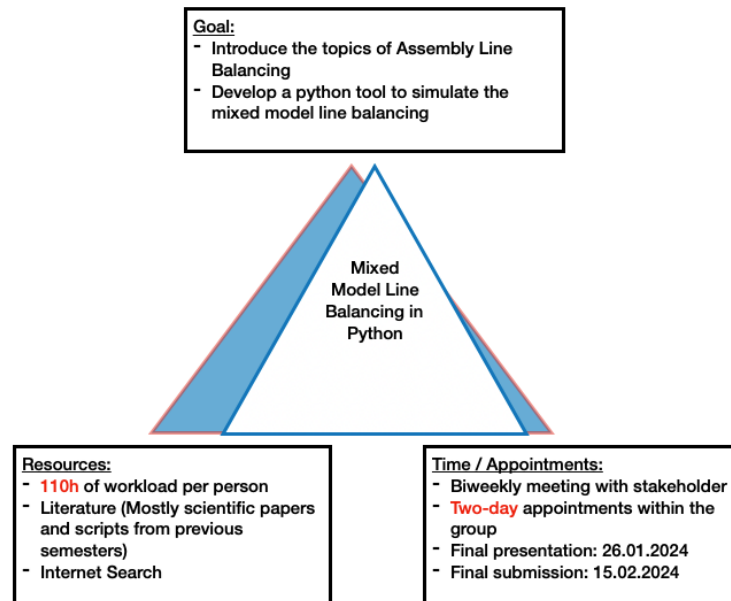 Goal:
- Introduce the topics of Assembly Line
Balancing
- Develop a python tool to simulate the
mixed model line balancing
Mixed
Model Line
Balancing in
Python
Resources:
- 110h of workload per person
- Literature (Mostly scientific papers
and scripts from previous
semesters)
- Internet Search
Time / Appointments:
- Biweekly meeting with stakeholder
- Two-day appointments within the
group
- Final presentation: 26.01.2024
- Final submission: 15.02.2024